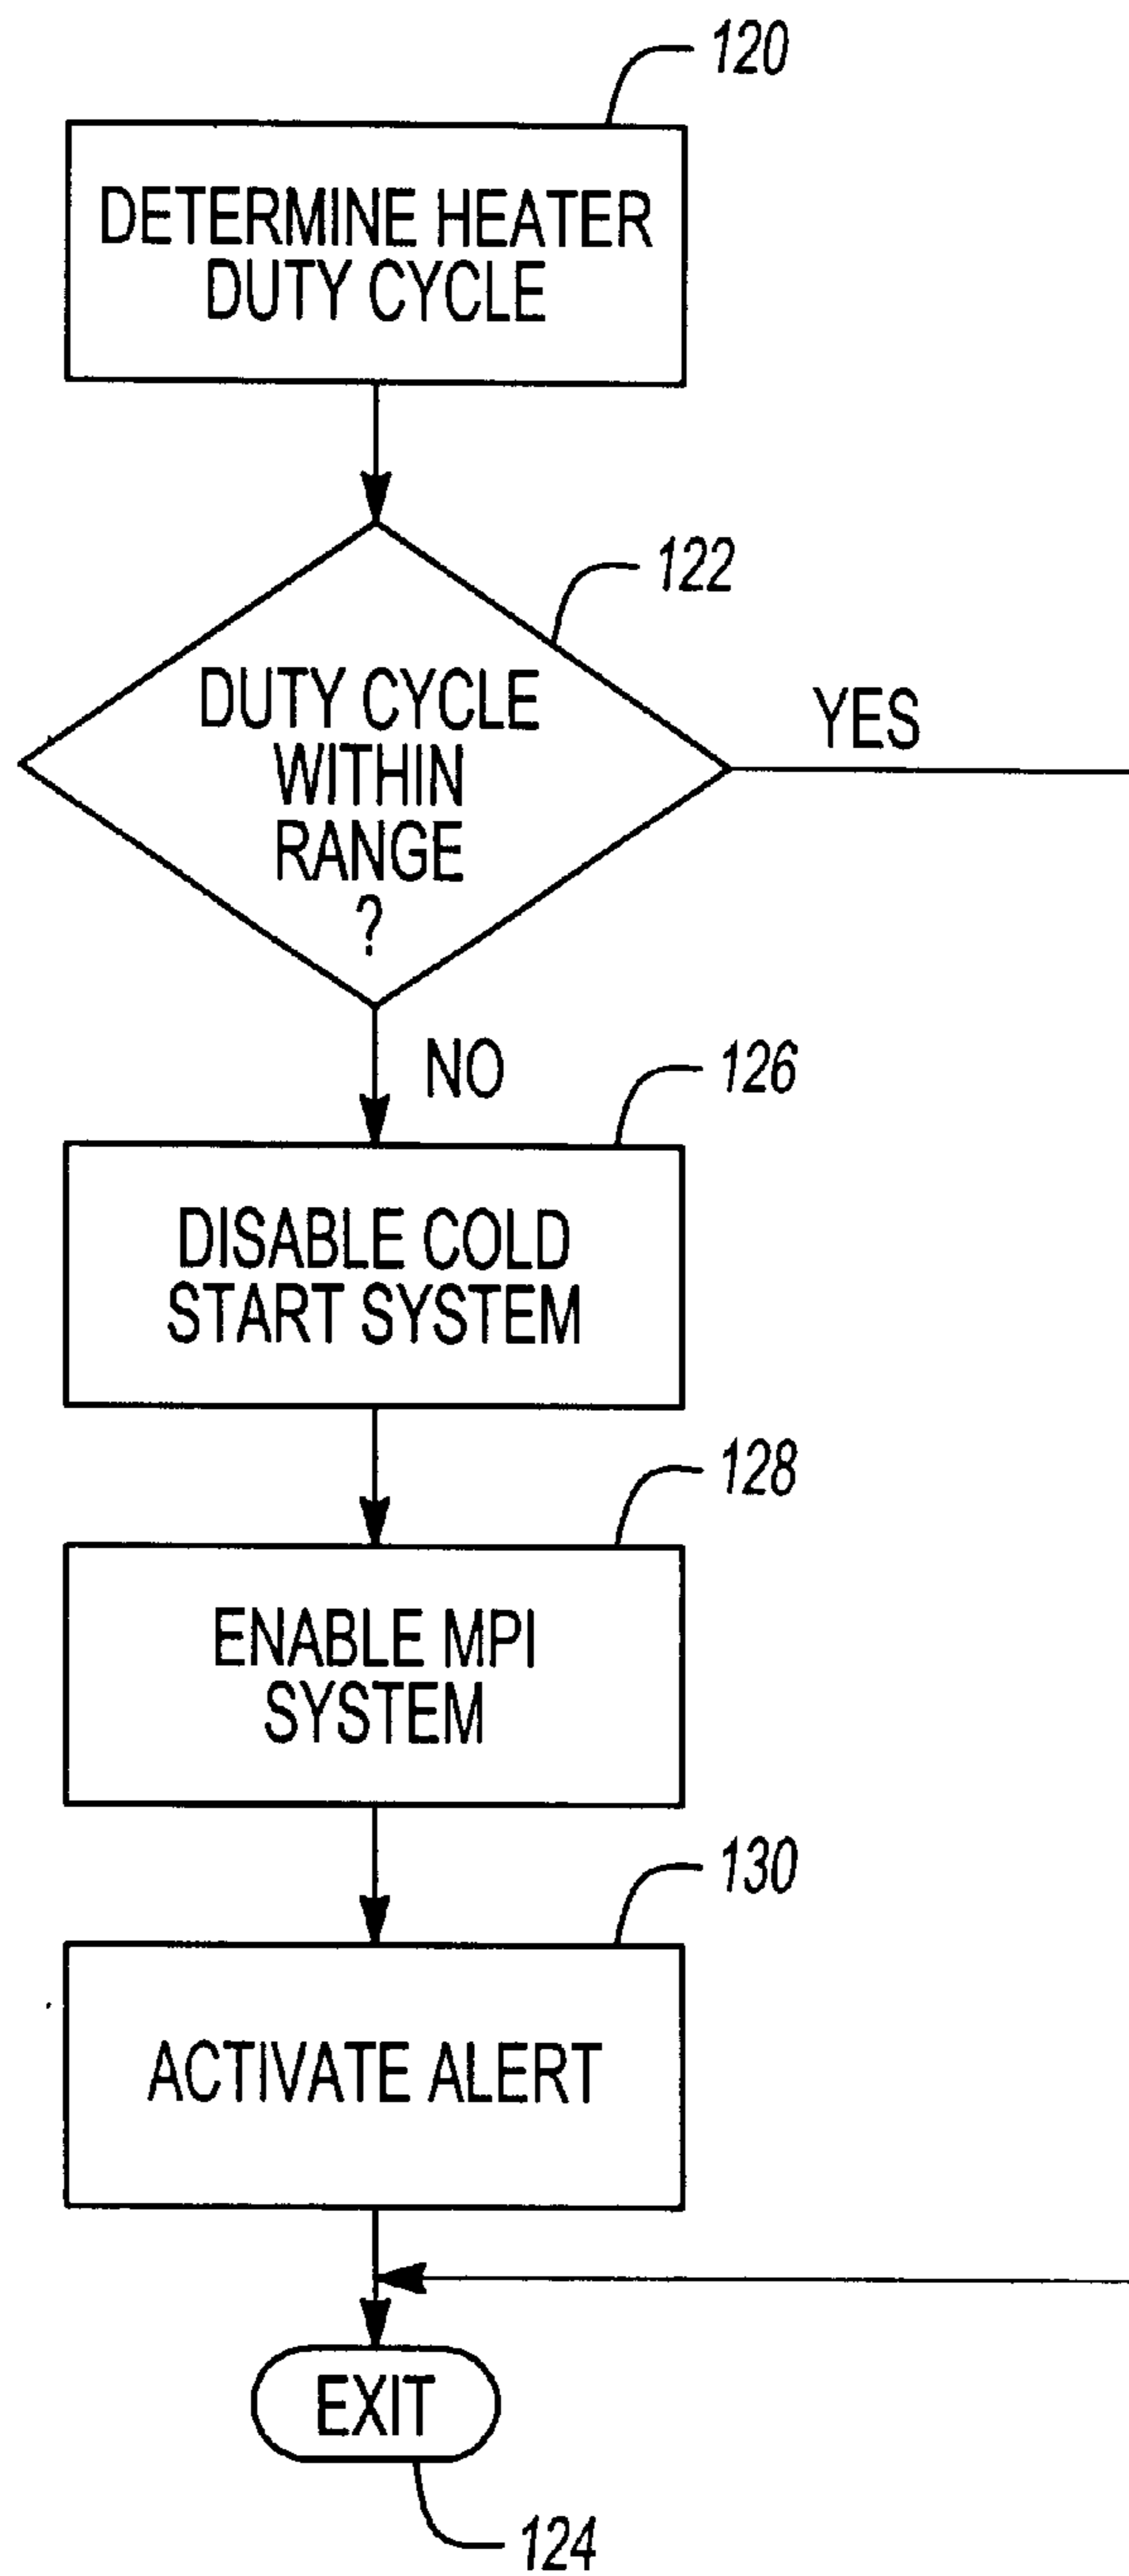 120
DETERMINE HEATER
DUTY CYCLE
122
DUTY CYCLE
WITHIN
RANGE
?
YES
NO
126
DISABLE COLD
START SYSTEM
128
ENABLE MPI
SYSTEM
130
ACTIVATE ALERT
EXIT
124